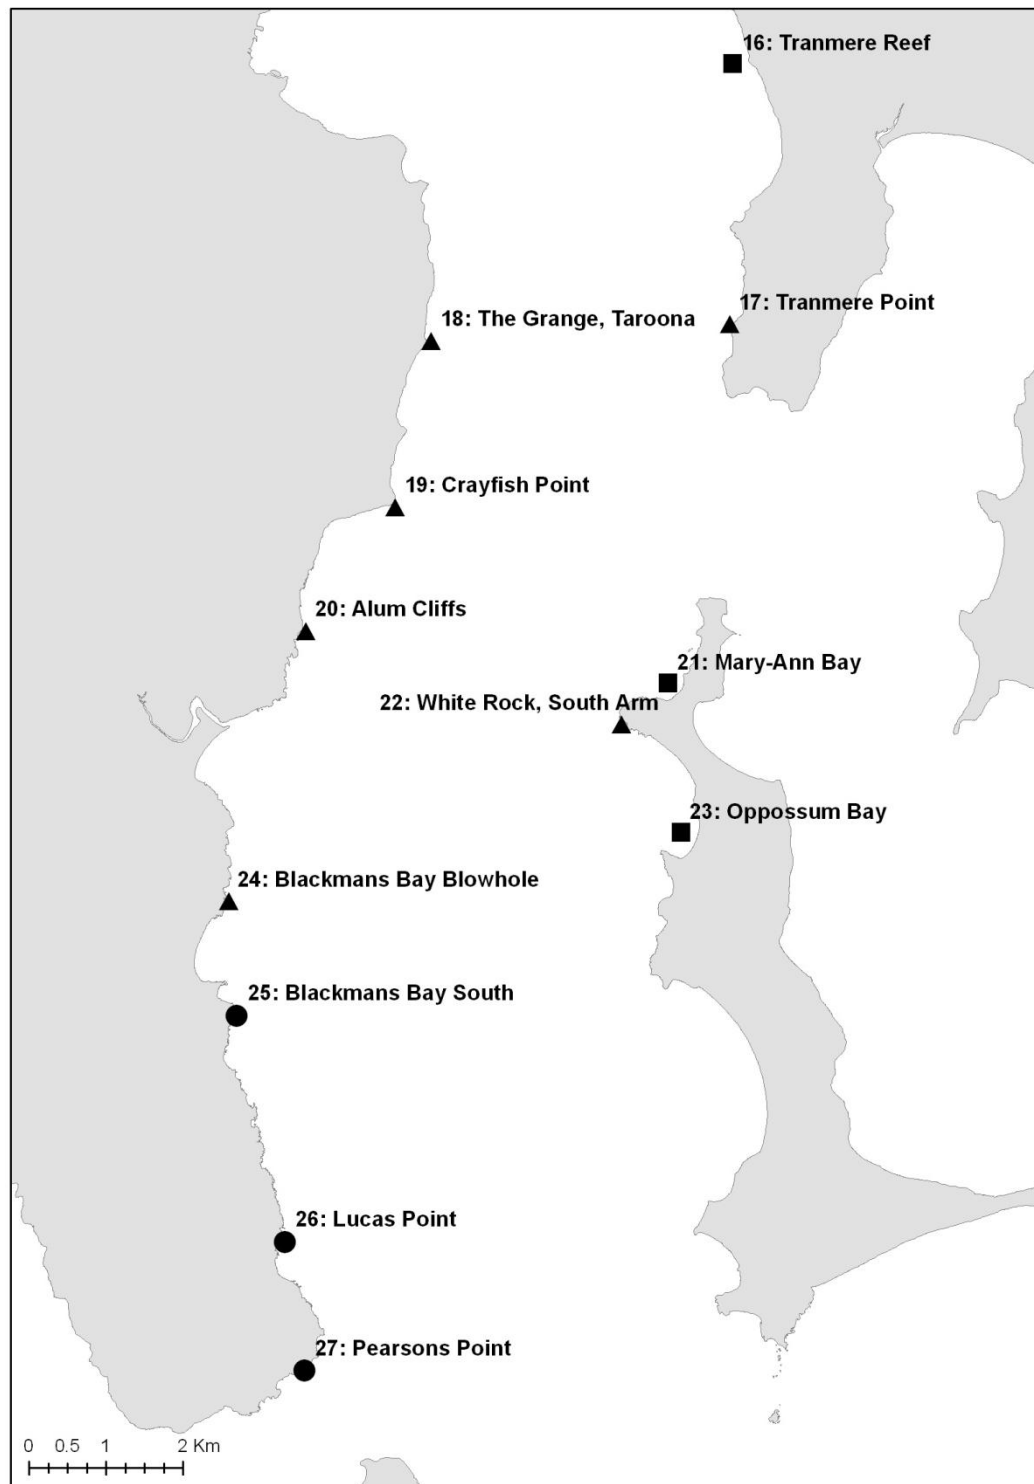 16: Tranmere Reef
17: Tranmere Point
18: The Grange, Taroona
19: Crayfish Point
20: Alum Cliffs
21: Mary-Ann Bay
22: White Rock, South Arm
23: Oppossum Bay
24: Blackmans Bay Blowhole
25: Blackmans Bay South
26: Lucas Point
27: Pearsons Point
0 0.5 1 2 Km